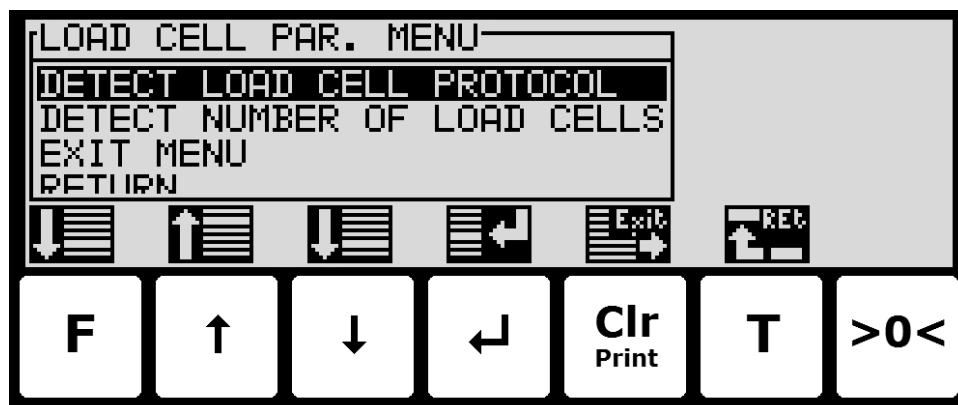 LOAD CELL PAR. MENU
DETECT LOAD CELL PROTOCOL
DETECT NUMBER OF LOAD CELLS
EXIT MENU
RETURN
Exit REt
F ↑ ↓ ↵ Clr T >0<
Print